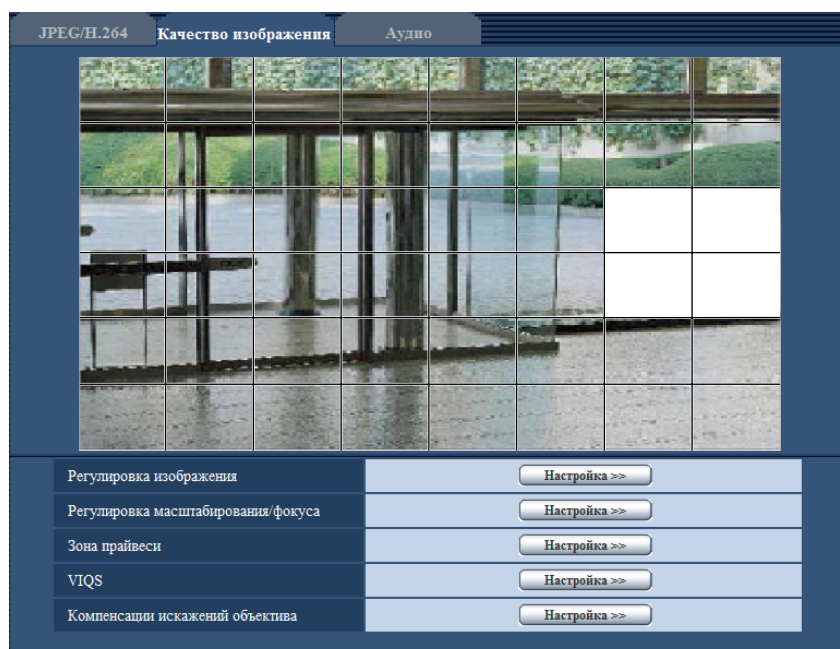 JPEG/H.264 Качество изображения Аудио
Регулировка изображения Настройка >>
Регулировка масштабирования/фокуса Настройка >>
Зона прайвеси Настройка >>
VIQS Настройка >>
Компенсации искажений объектива Настройка >>